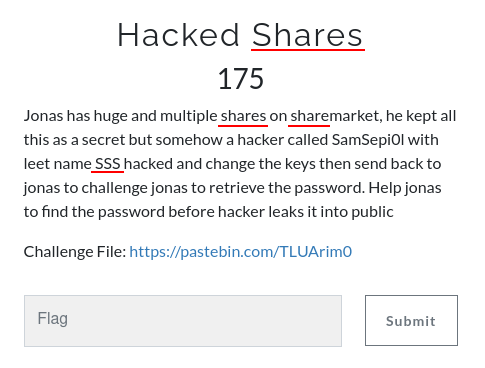 Hacked Shares
175
Jonas has huge and multiple shares on sharemarket, he kept all
this as a secret but somehow a hacker called SamSepi0l with
leet name SSS hacked and change the keys then send back to
jonas to challenge jonas to retrieve the password. Help jonas
to find the password before hacker leaks it into public
Challenge File: https://pastebin.com/TLUArim0
Flag
Submit